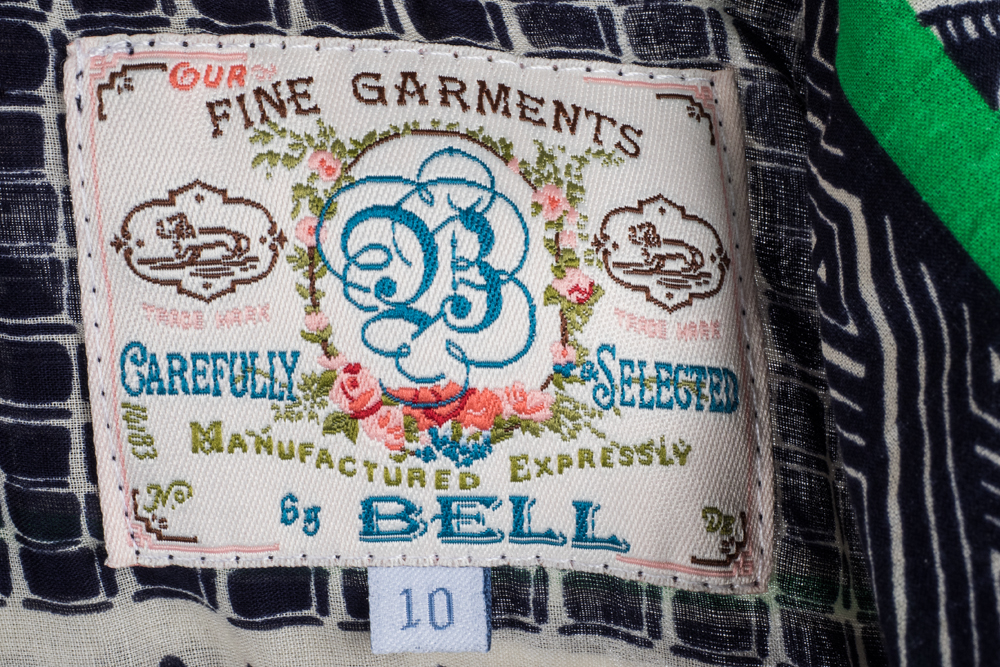 OUR
FINE GARMENTS
B
TRADE MARK
TRADE MARK
CAREFULLY & SELECTED
MANUFACTURED EXPRESSLY
No
by BELL
10